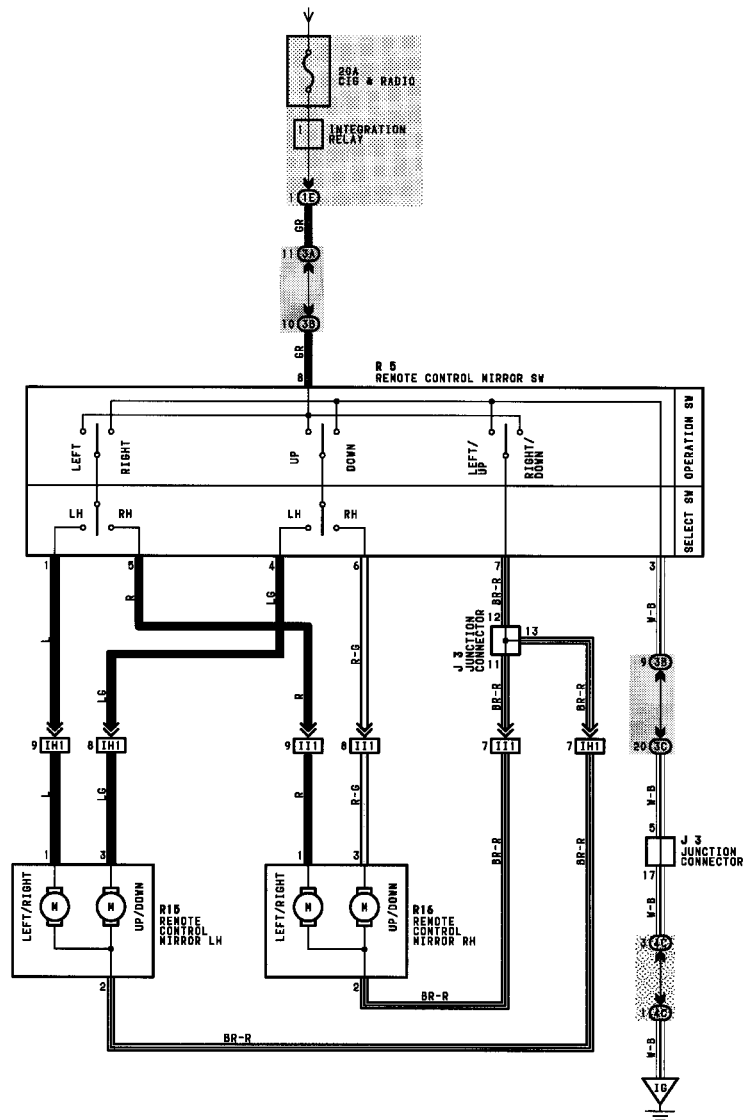 20A
CIG & RADIO
1
INTEGRATION
RELAY
1 1E
GR
11 3A
10 3B
GR
8
R 5
REMOTE CONTROL MIRROR SW
LEFT
RIGHT
UP
DOWN
LEFT/
UP
RIGHT/
DOWN
OPERATION SW
LH
RH
LH
RH
SELECT SW
1
5
4
6
7
3
R
LG
BR-R
W-B
12
13
J 3
JUNCTION
CONNECTOR
11
L
LG
R
R-G
BR-R
BR-R
9 3B
9 IH1
8 IH1
9 II1
8 II1
7 II1
7 IH1
20 3C
L
LG
R
R-G
BR-R
BR-R
W-B
5
J 3
JUNCTION
CONNECTOR
17
1
3
1
3
LEFT/RIGHT
M
M
UP/DOWN
R15
REMOTE
CONTROL
MIRROR LH
LEFT/RIGHT
M
M
UP/DOWN
R16
REMOTE
CONTROL
MIRROR RH
W-B
3 4C
2
2
BR-R
1 4C
BR-R
W-B
IG